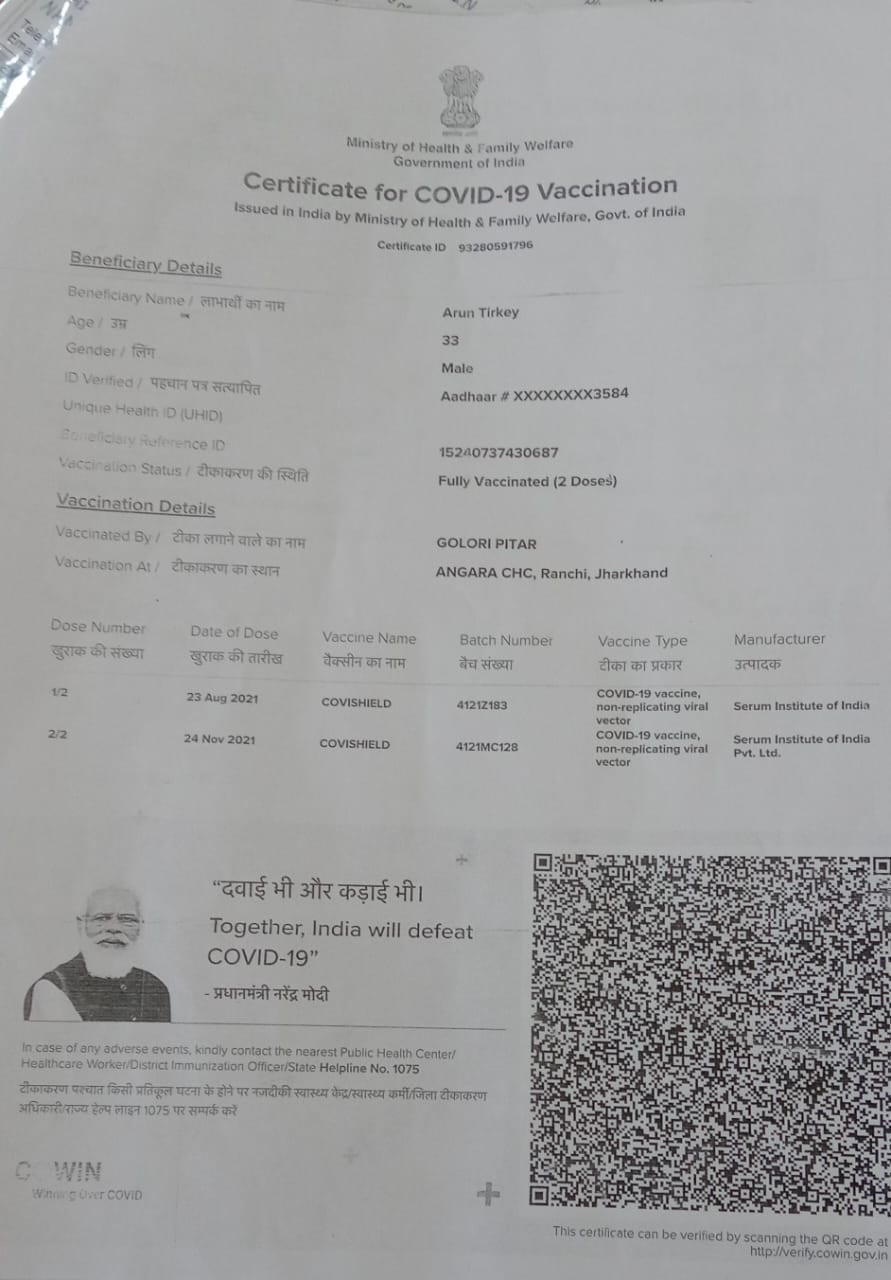 Ministry of Health & Family Welfare
Government of India
Certificate for COVID-19 Vaccination
Issued in India by Ministry of Health & Family Welfare, Govt. of India
Certificate ID 93280591796
Beneficiary Details
Beneficiary Name / लाभार्थी का नाम Arun Tirkey
Age / उम्र 33
Gender / लिंग Male
ID Verified / पहचान पत्र सत्यापित Aadhaar # XXXXXXXX3584
Unique Health ID (UHID)
Beneficiary Reference ID 15240737430687
Vaccination Status / टीकाकरण की स्थिति Fully Vaccinated (2 Doses)
Vaccination Details
Vaccinated By / टीका लगाने वाले का नाम GOLORI PITAR
Vaccination At / टीकाकरण का स्थान ANGARA CHC, Ranchi, Jharkhand
Dose Number Date of Dose Vaccine Name Batch Number Vaccine Type Manufacturer
खुराक की संख्या खुराक की तारीख वैक्सीन का नाम बैच संख्या टीका का प्रकार उत्पादक
1/2 23 Aug 2021 COVISHIELD 4121Z183 COVID-19 vaccine, non-replicating viral vector Serum Institute of India
2/2 24 Nov 2021 COVISHIELD 4121MC128 COVID-19 vaccine, non-replicating viral vector Serum Institute of India Pvt. Ltd.
“दवाई भी और कड़ाई भी।
Together, India will defeat
COVID-19”
- प्रधानमंत्री नरेंद्र मोदी
In case of any adverse events, kindly contact the nearest Public Health Center/
Healthcare Worker/District Immunization Officer/State Helpline No. 1075
टीकाकरण पश्चात किसी प्रतिकूल घटना के होने पर नजदीकी स्वास्थ्य केंद्र/स्वास्थ्य कर्मी/जिला टीकाकरण
अधिकारी/राज्य हेल्प लाइन 1075 पर सम्पर्क करें
COWIN
Winning Over COVID
This certificate can be verified by scanning the QR code at
http://verify.cowin.gov.in